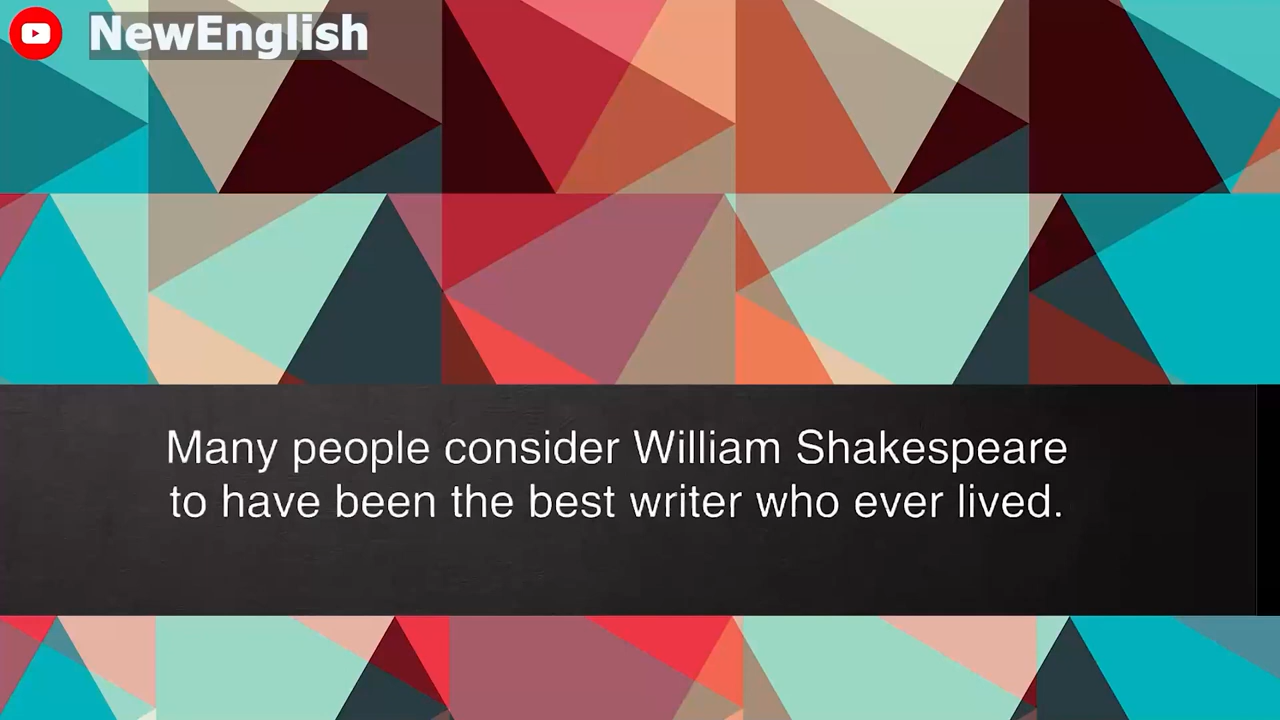 NewEnglish
Many people consider William Shakespeare
to have been the best writer who ever lived.